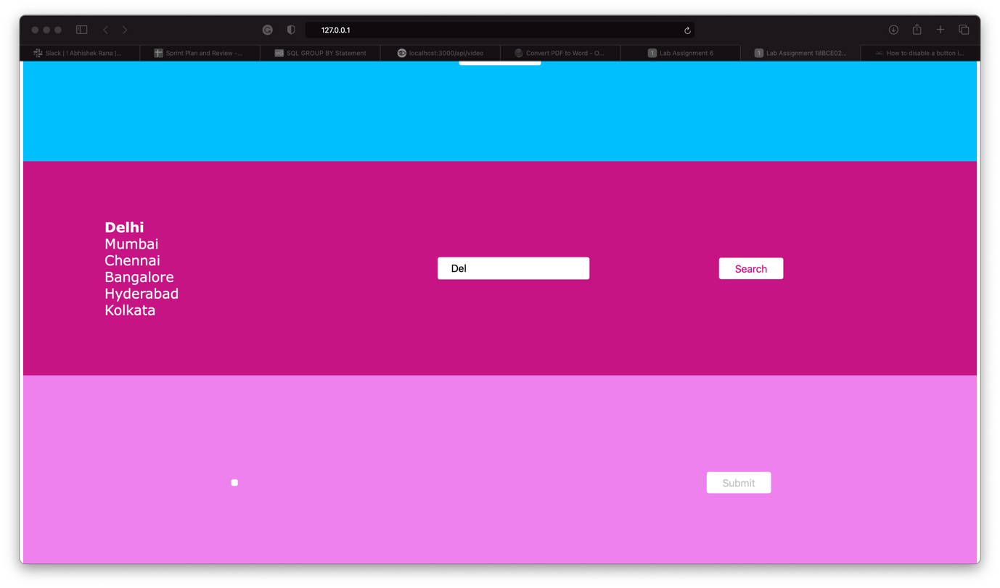 127.0.0.1
Slack | ! Abhishek Rana |...
Sprint Plan and Review -...
SQL GROUP BY Statement
localhost:3000/api/video
Convert PDF to Word - O...
1 Lab Assignment 6
1 Lab Assignment 18BCE02...
How to disable a button i...
Delhi
Mumbai
Chennai
Bangalore
Hyderabad
Kolkata
Del
Search
Submit